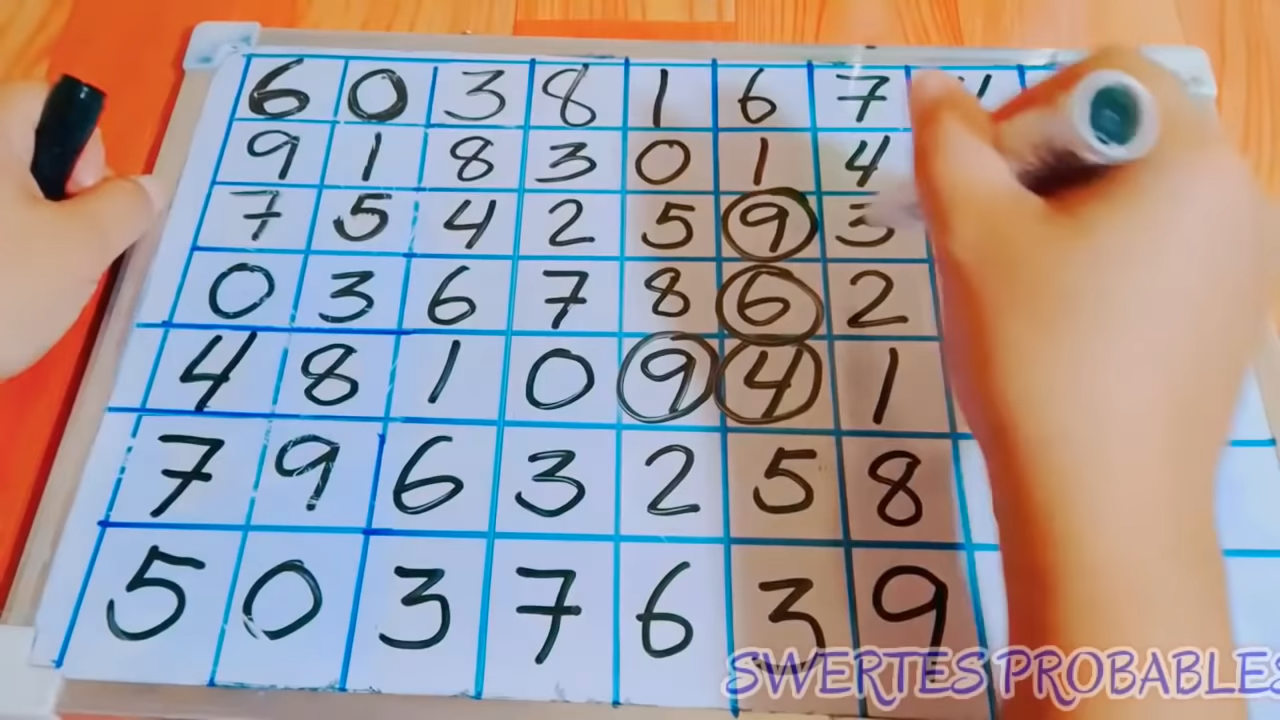 6 0 3 8 1 6 7
9 1 8 3 0 1 4
7 5 4 2 5 9 3
0 3 6 7 8 6 2
4 8 1 0 9 4 1
7 9 6 3 2 5 8
5 0 3 7 6 3 9
SWERTES PROBABLES